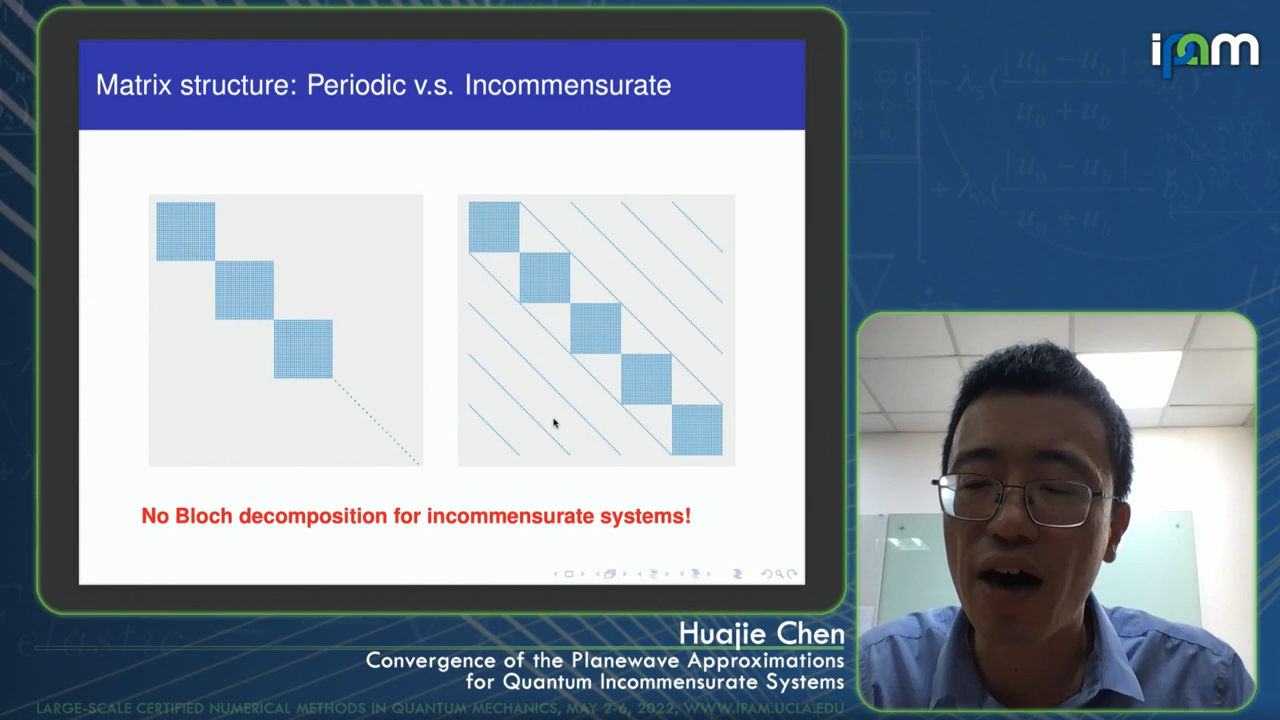 Matrix structure: Periodic v.s. Incommensurate
ipam
No Bloch decomposition for incommensurate systems!
Huajie Chen
Convergence of the Planewave Approximations
for Quantum Incommensurate Systems
LARGE-SCALE CERTIFIED NUMERICAL METHODS IN QUANTUM MECHANICS, MAY 2-6, 2022, WWW.IPAM.UCLA.EDU